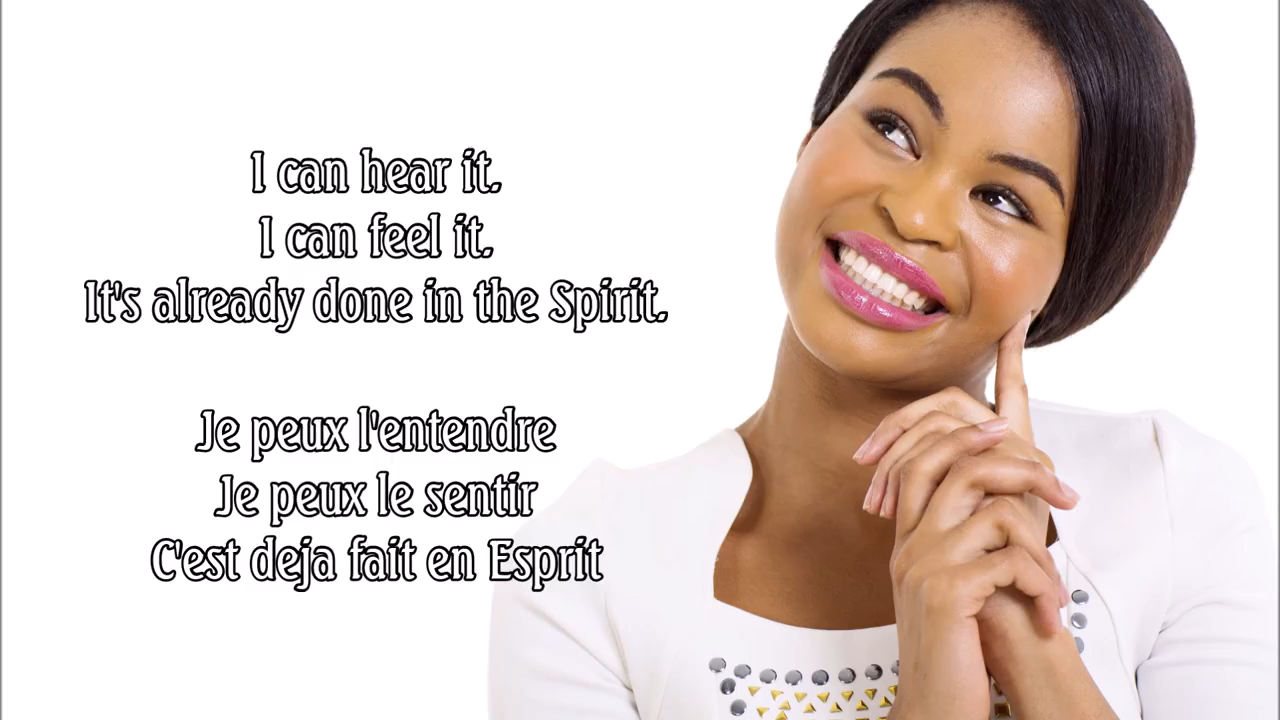 I can hear it.
I can feel it.
It's already done in the Spirit.
Je peux l'entendre
Je peux le sentir
C'est deja fait en Esprit